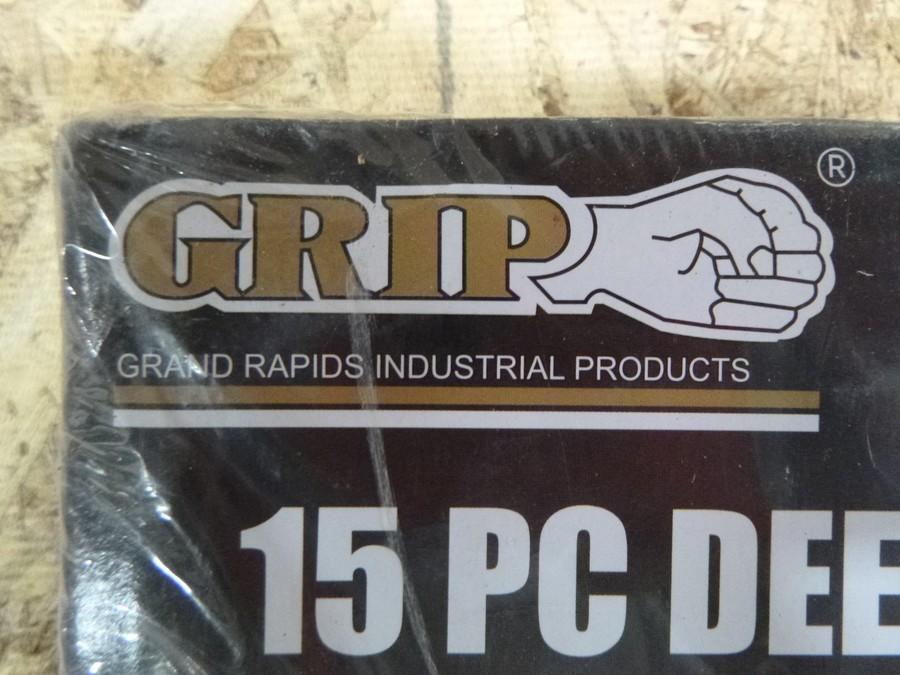 GRIP ®
GRAND RAPIDS INDUSTRIAL PRODUCTS
15 PC DEE